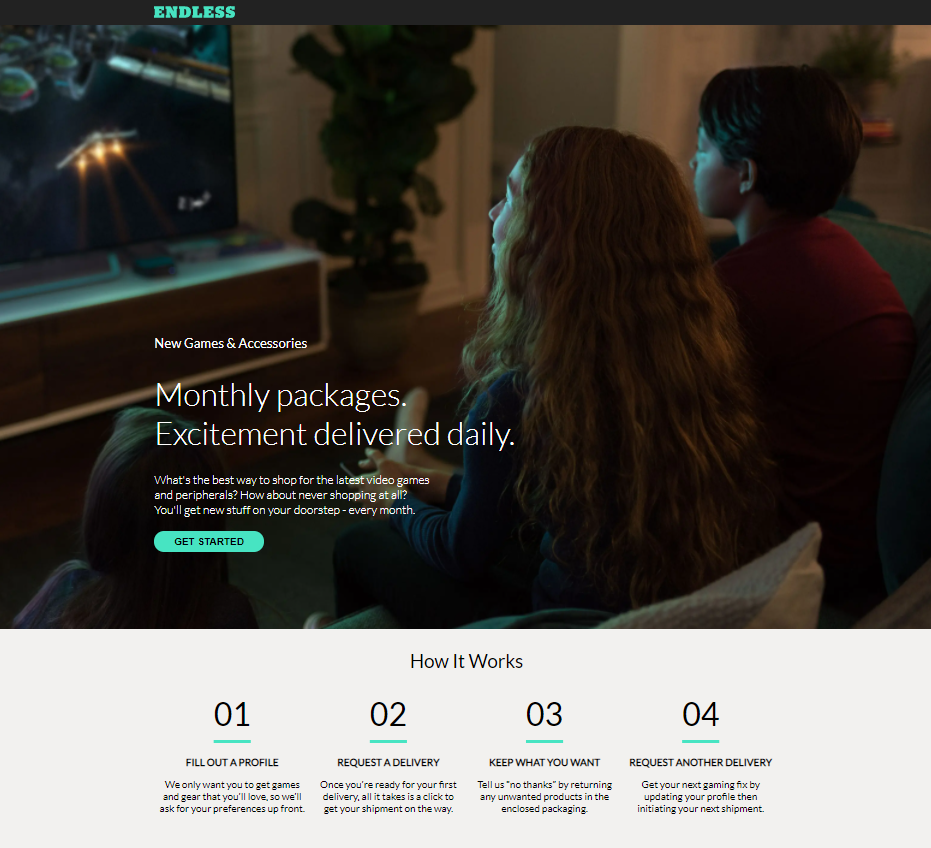 ENDLESS
New Games & Accessories
Monthly packages.
Excitement delivered daily.
What's the best way to shop for the latest video games
and peripherals? How about never shopping at all?
You'll get new stuff on your doorstep - every month.
GET STARTED
How It Works
01
FILL OUT A PROFILE
We only want you to get games
and gear that you'll love, so we'll
ask for your preferences up front.
02
REQUEST A DELIVERY
Once you're ready for your first
delivery, all it takes is a click to
get your shipment on the way.
03
KEEP WHAT YOU WANT
Tell us "no thanks" by returning
any unwanted products in the
enclosed packaging.
04
REQUEST ANOTHER DELIVERY
Get your next gaming fix by
updating your profile then
initiating your next shipment.